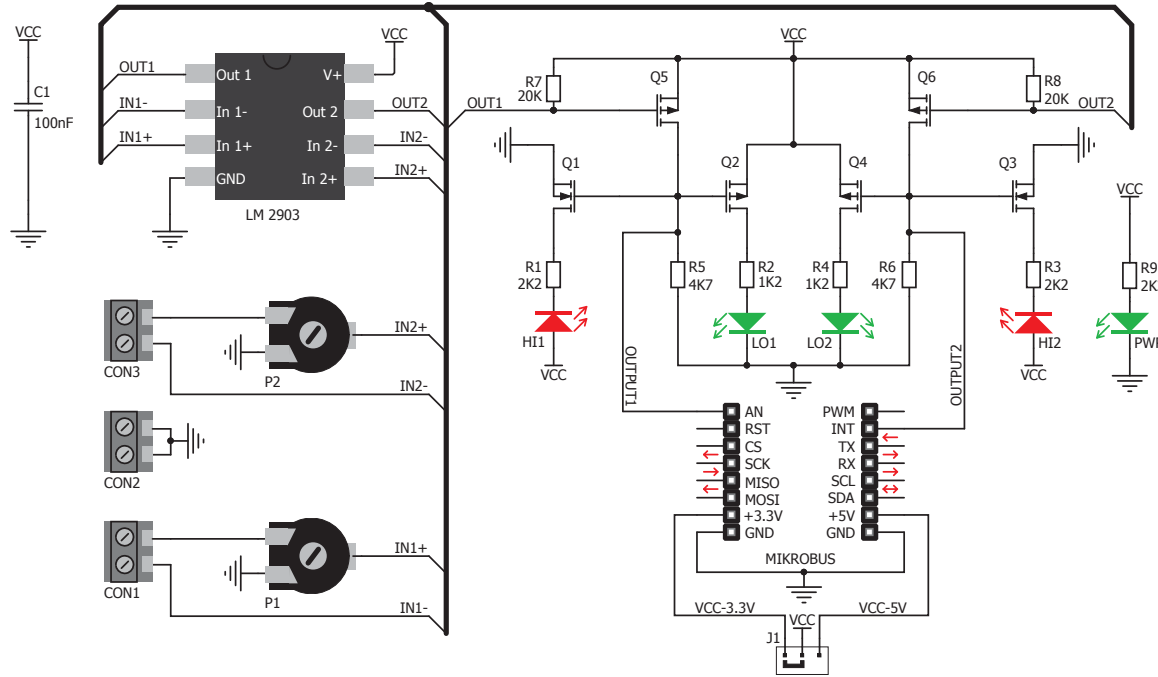 VCC
C1
100nF
OUT1
IN1-
IN1+
Out 1
In 1-
In 1+
GND
V+
Out 2
In 2-
In 2+
LM 2903
VCC
OUT2
IN2-
IN2+
OUT1
R7
20K
Q5
VCC
Q6
R8
20K
OUT2
Q1
Q2
Q4
Q3
VCC
R1
2K2
R5
4K7
R2
1K2
R4
1K2
R6
4K7
R3
2K2
R9
HI1
VCC
LO1
LO2
HI2
VCC
CON3
P2
IN2+
IN2-
CON2
CON1
P1
IN1+
IN1-
OUTPUT1
OUTPUT2
AN
RST
CS
SCK
MISO
MOSI
+3.3V
GND
PWM
INT
TX
RX
SCL
SDA
+5V
GND
MIKROBUS
VCC-3.3V
VCC-5V
VCC
J1